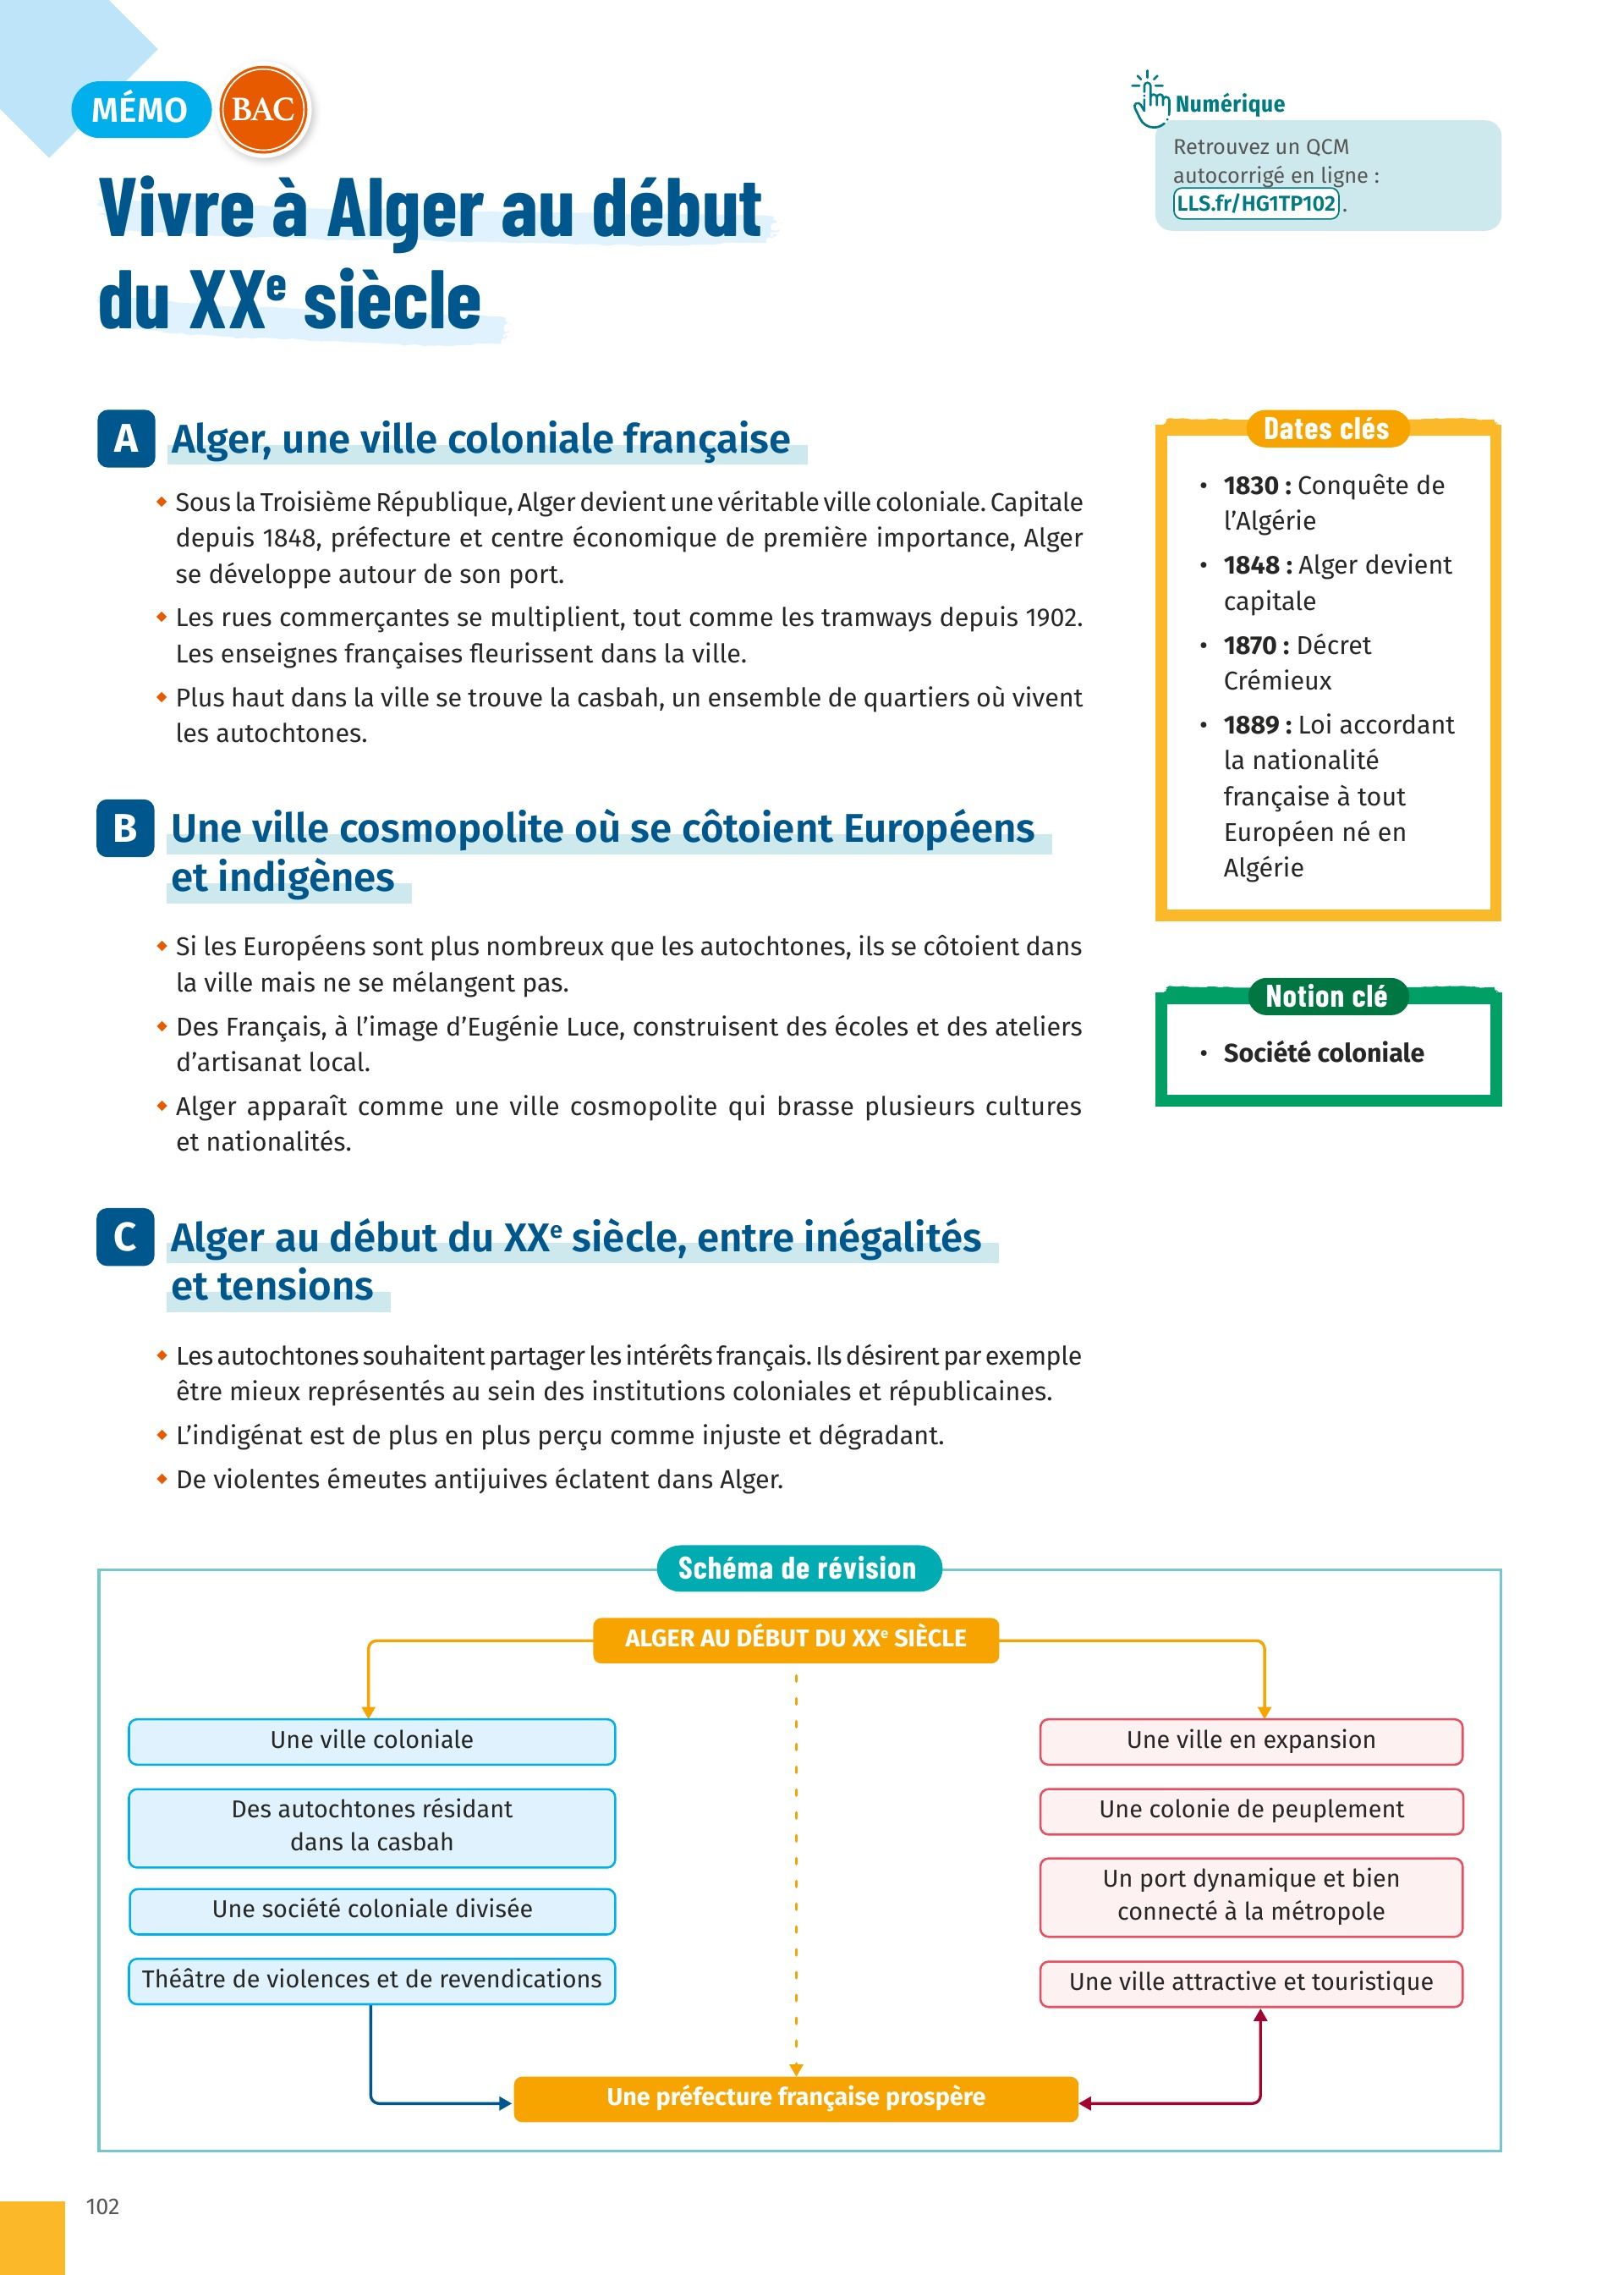 MÉMO
BAC
Numérique
Retrouvez un QCM
autocorrigé en ligne :
LLS.fr/HG1TP102.
Vivre à Alger au début
du XXe siècle
A Alger, une ville coloniale française
Sous la Troisième République, Alger devient une véritable ville coloniale. Capitale
depuis 1848, préfecture et centre économique de première importance, Alger
se développe autour de son port.
Les rues commerçantes se multiplient, tout comme les tramways depuis 1902.
Les enseignes françaises fleurissent dans la ville.
Plus haut dans la ville se trouve la casbah, un ensemble de quartiers où vivent
les autochtones.
B Une ville cosmopolite où se côtoient Européens
et indigènes
Si les Européens sont plus nombreux que les autochtones, ils se côtoient dans
la ville mais ne se mélangent pas.
Des Français, à l'image d'Eugénie Luce, construisent des écoles et des ateliers
d'artisanat local.
Alger apparaît comme une ville cosmopolite qui brasse plusieurs cultures
et nationalités.
C Alger au début du XXe siècle, entre inégalités
et tensions
Les autochtones souhaitent partager les intérêts français. Ils désirent par exemple
être mieux représentés au sein des institutions coloniales et républicaines.
L'indigénat est de plus en plus perçu comme injuste et dégradant.
De violentes émeutes antijuives éclatent dans Alger.
Dates clés
• 1830 : Conquête de
l'Algérie
• 1848 : Alger devient
capitale
• 1870 : Décret
Crémieux
• 1889 : Loi accordant
la nationalité
française à tout
Européen né en
Algérie
Notion clé
• Société coloniale
Schéma de révision
ALGER AU DÉBUT DU XXe SIÈCLE
Une ville coloniale
Des autochtones résidant
dans la casbah
Une société coloniale divisée
Théâtre de violences et de revendications
Une ville en expansion
Une colonie de peuplement
Un port dynamique et bien
connecté à la métropole
Une ville attractive et touristique
Une préfecture française prospère
102